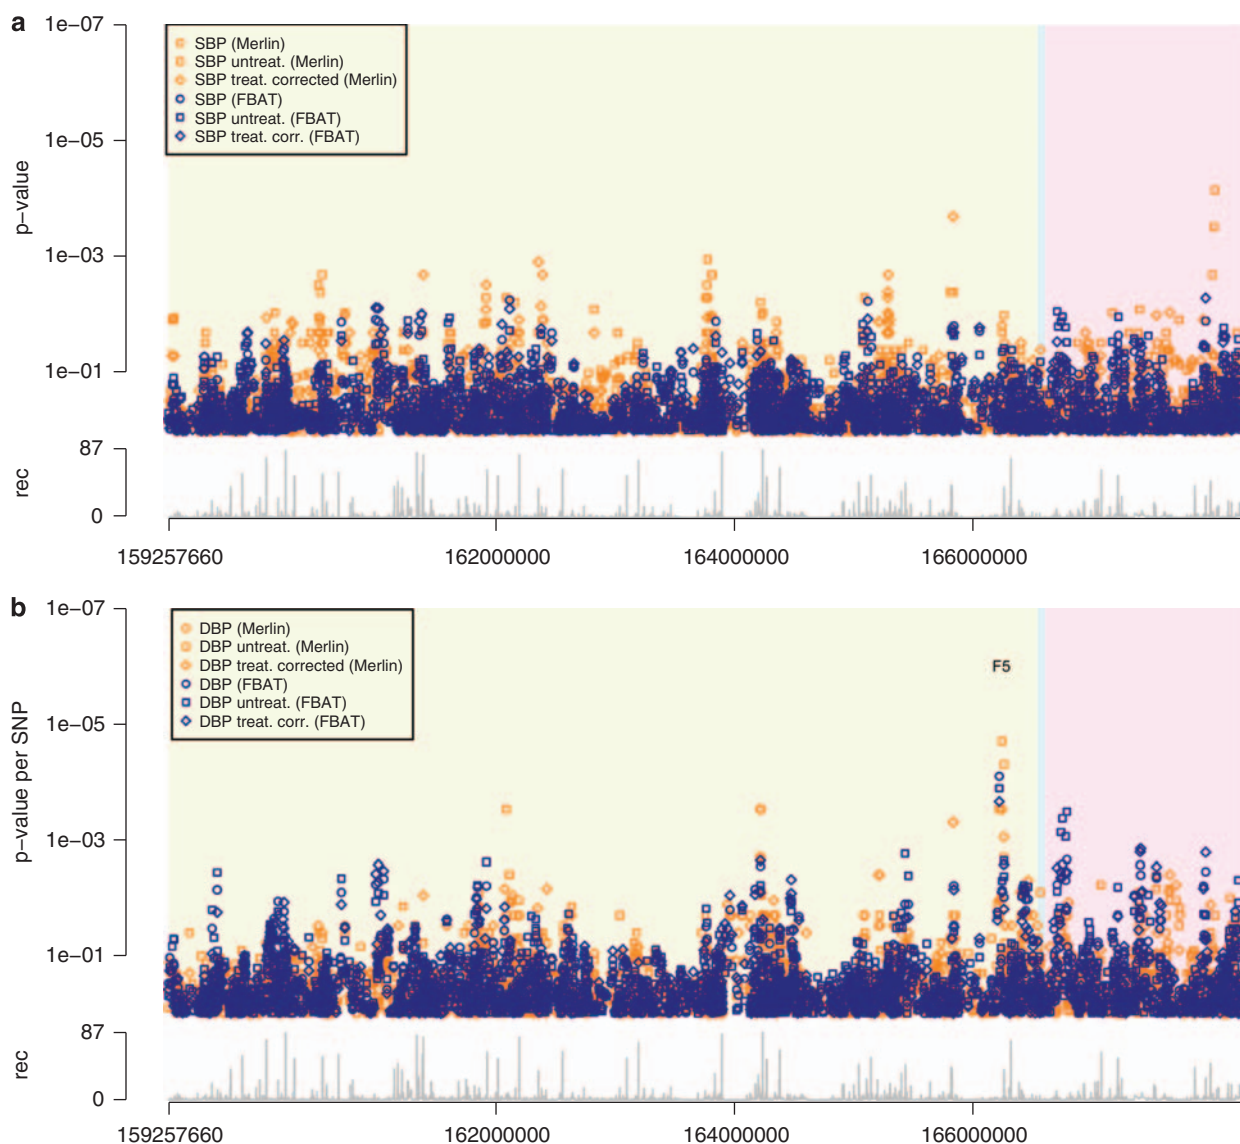 a
1e−07
SBP (Merlin)
SBP untreat. (Merlin)
SBP treat. corrected (Merlin)
SBP (FBAT)
SBP untreat. (FBAT)
SBP treat. corr. (FBAT)
1e−05
p−value
1e−03
1e−01
87
rec
0
159257660 162000000 164000000 166000000
b
1e−07
DBP (Merlin)
DBP untreat. (Merlin)
DBP treat. corrected (Merlin)
DBP (FBAT)
DBP untreat. (FBAT)
DBP treat. corr. (FBAT)
F5
1e−05
p−value per SNP
1e−03
1e−01
87
rec
0
159257660 162000000 164000000 166000000